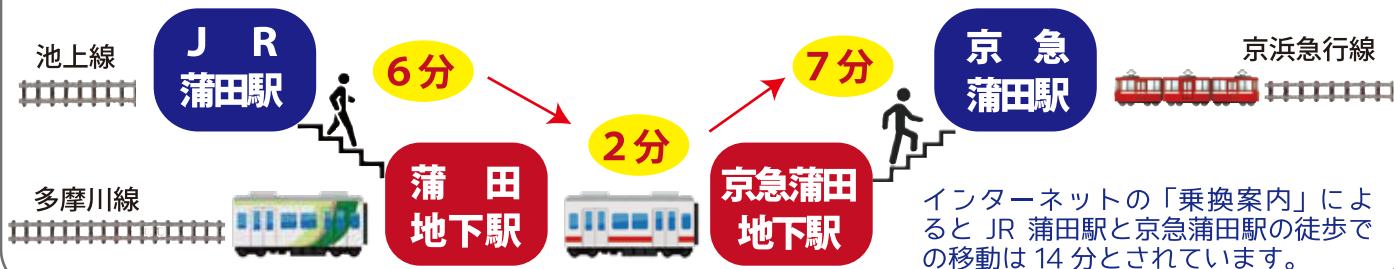 池上線
J R
蒲田駅
6分
7分
京 急
蒲田駅
京浜急行線
2分
多摩川線
蒲 田
地下駅
京急蒲田
地下駅
インターネットの「乗換案内」によ
ると JR 蒲田駅と京急蒲田駅の徒歩で
の移動は 14 分とされています。